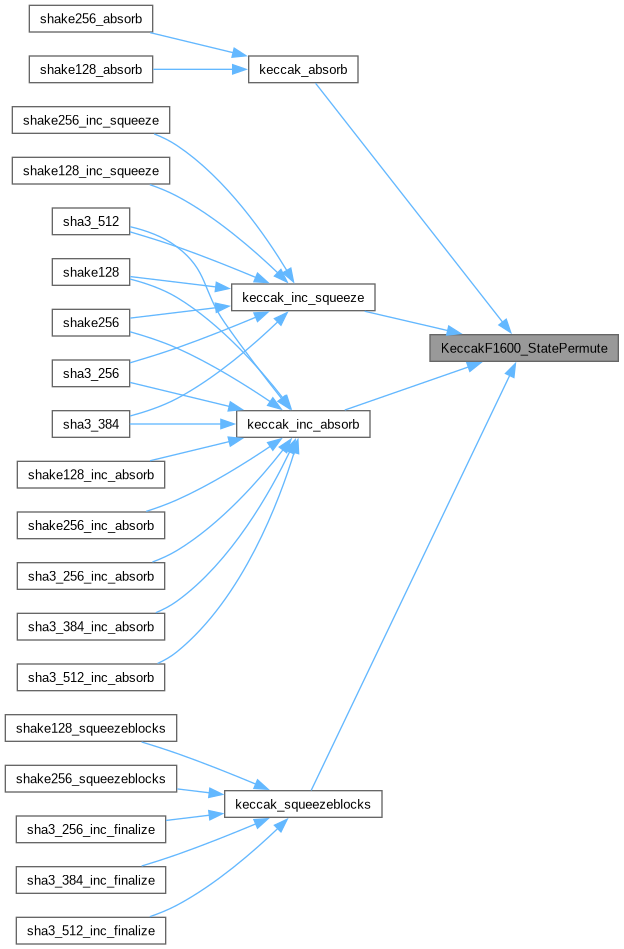 shake256_absorb
shake128_absorb
keccak_absorb
shake256_inc_squeeze
shake128_inc_squeeze
sha3_512
shake128
keccak_inc_squeeze
shake256
KeccakF1600_StatePermute
sha3_256
sha3_384
keccak_inc_absorb
shake128_inc_absorb
shake256_inc_absorb
sha3_256_inc_absorb
sha3_384_inc_absorb
sha3_512_inc_absorb
shake128_squeezeblocks
shake256_squeezeblocks
keccak_squeezeblocks
sha3_256_inc_finalize
sha3_384_inc_finalize
sha3_512_inc_finalize